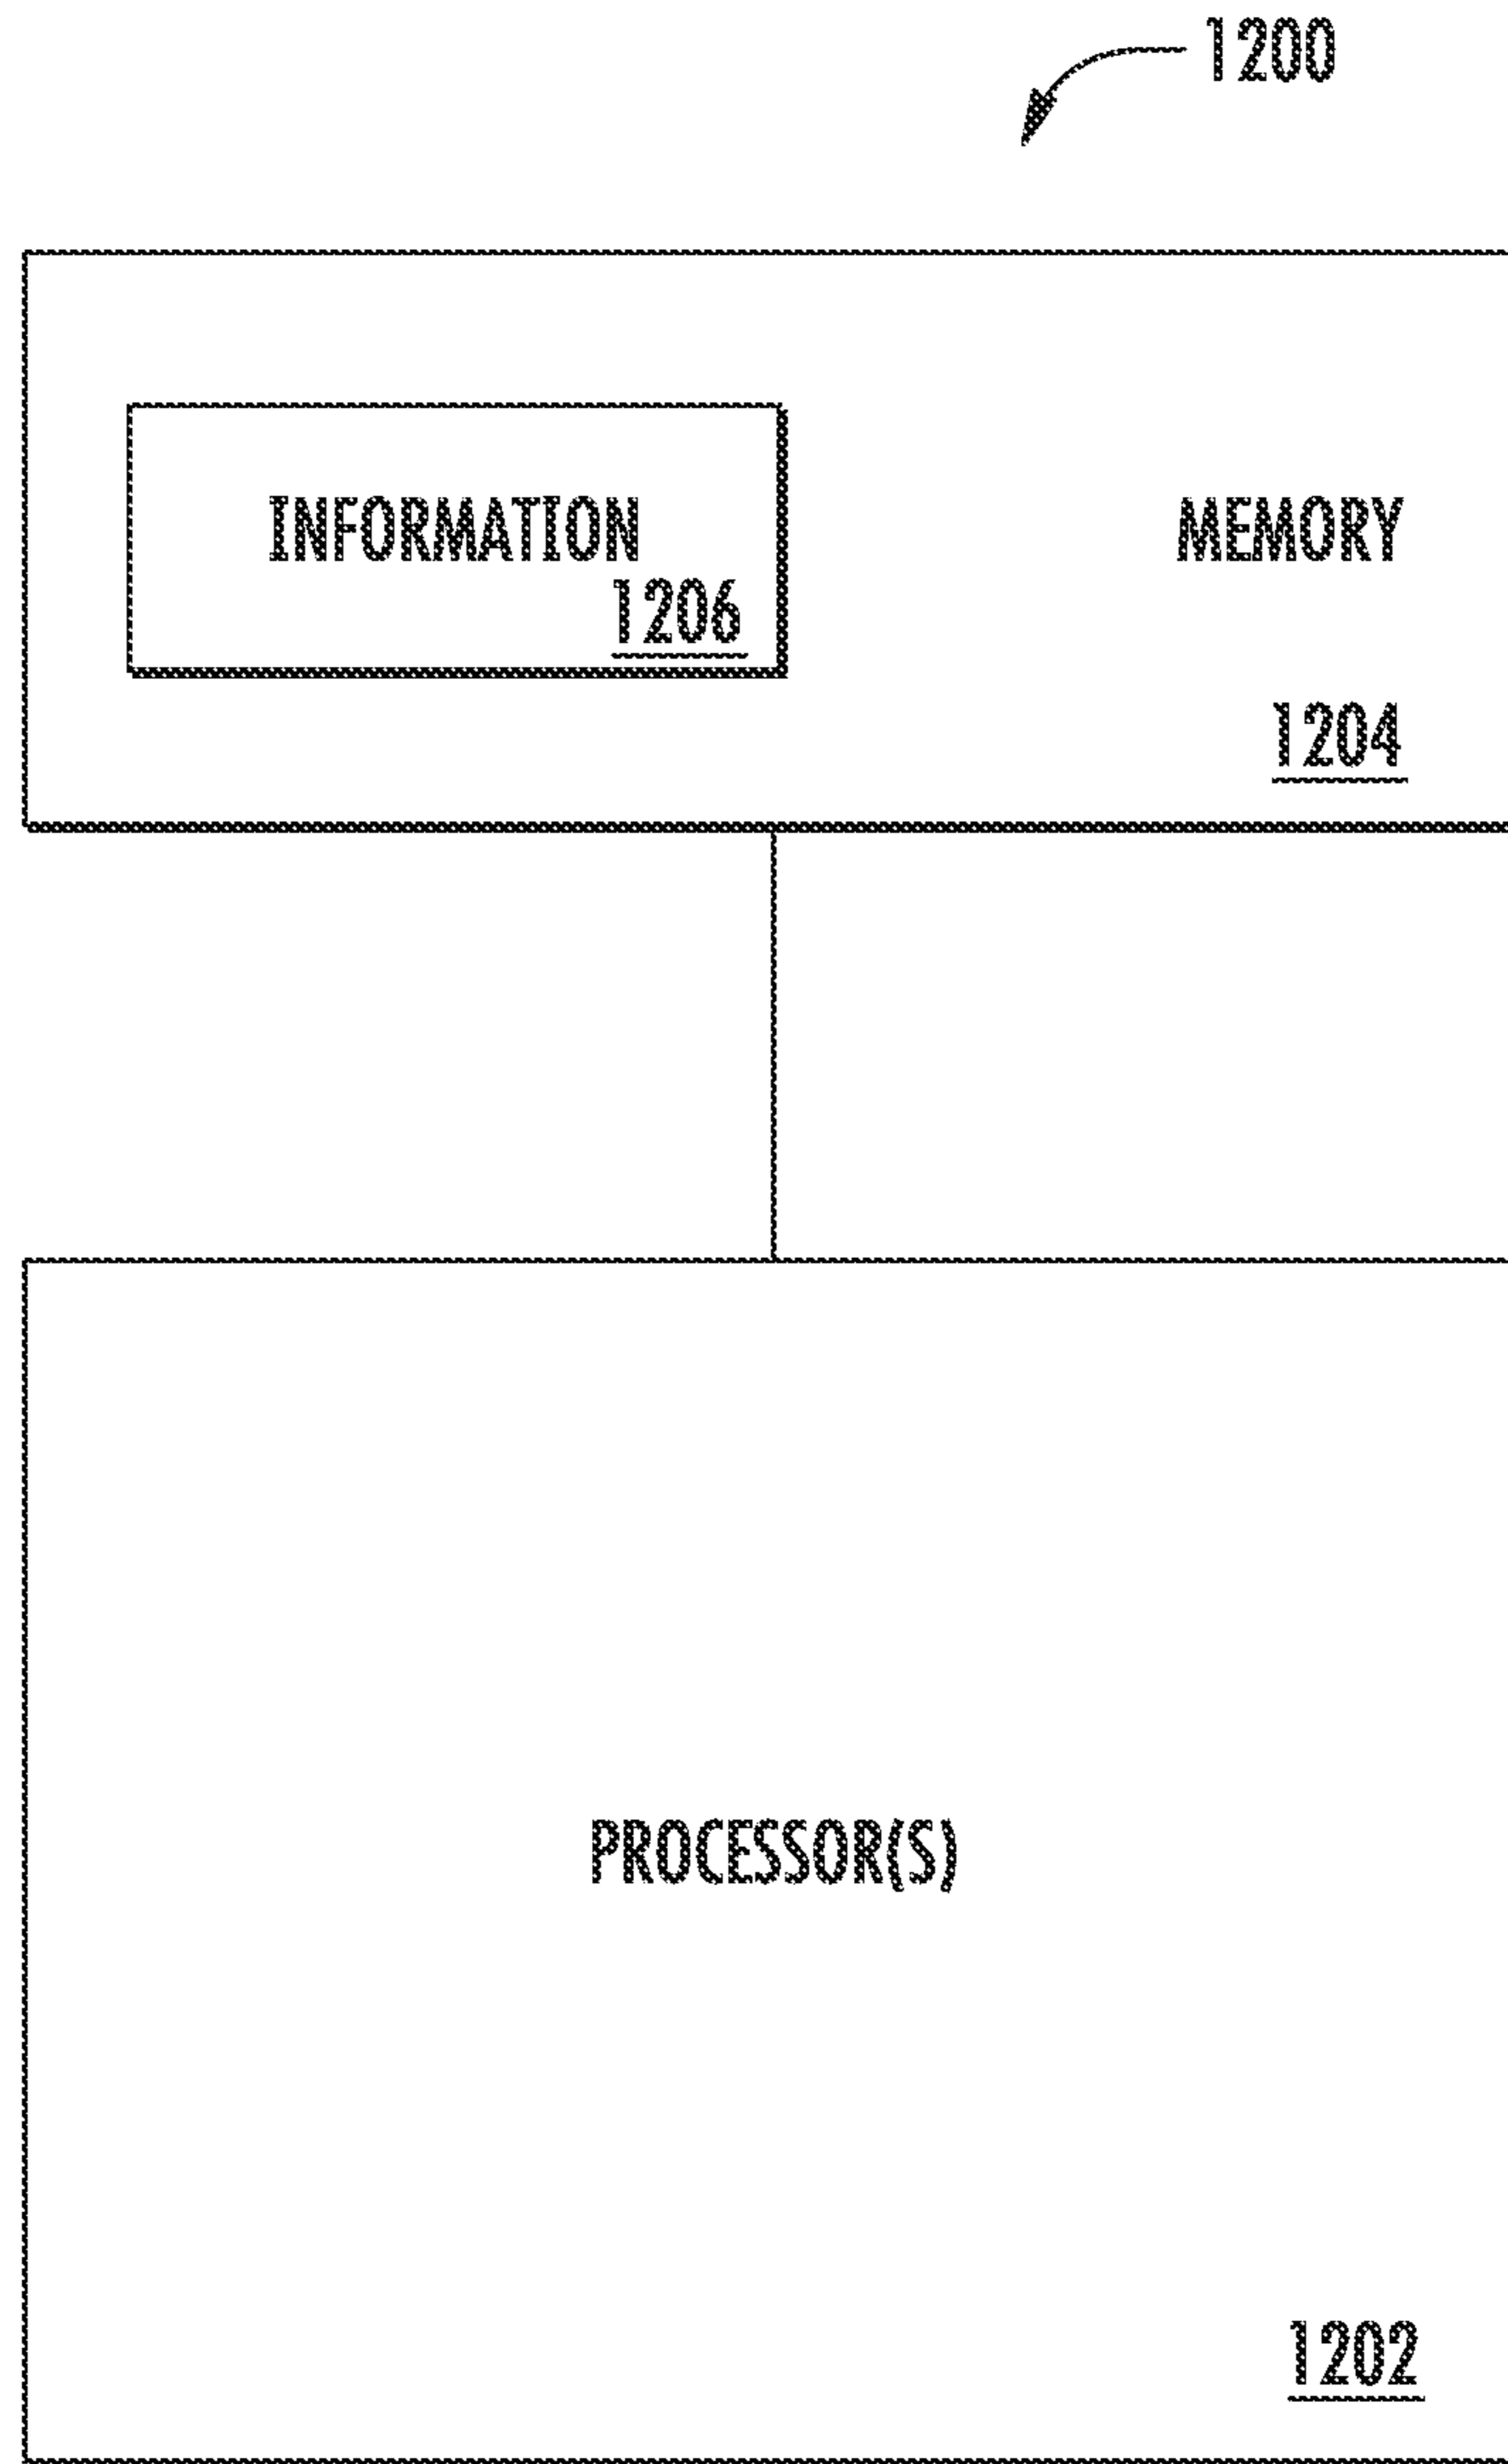 1200
INFORMATION
1206
MEMORY
1204
PROCESSOR(S)
1202